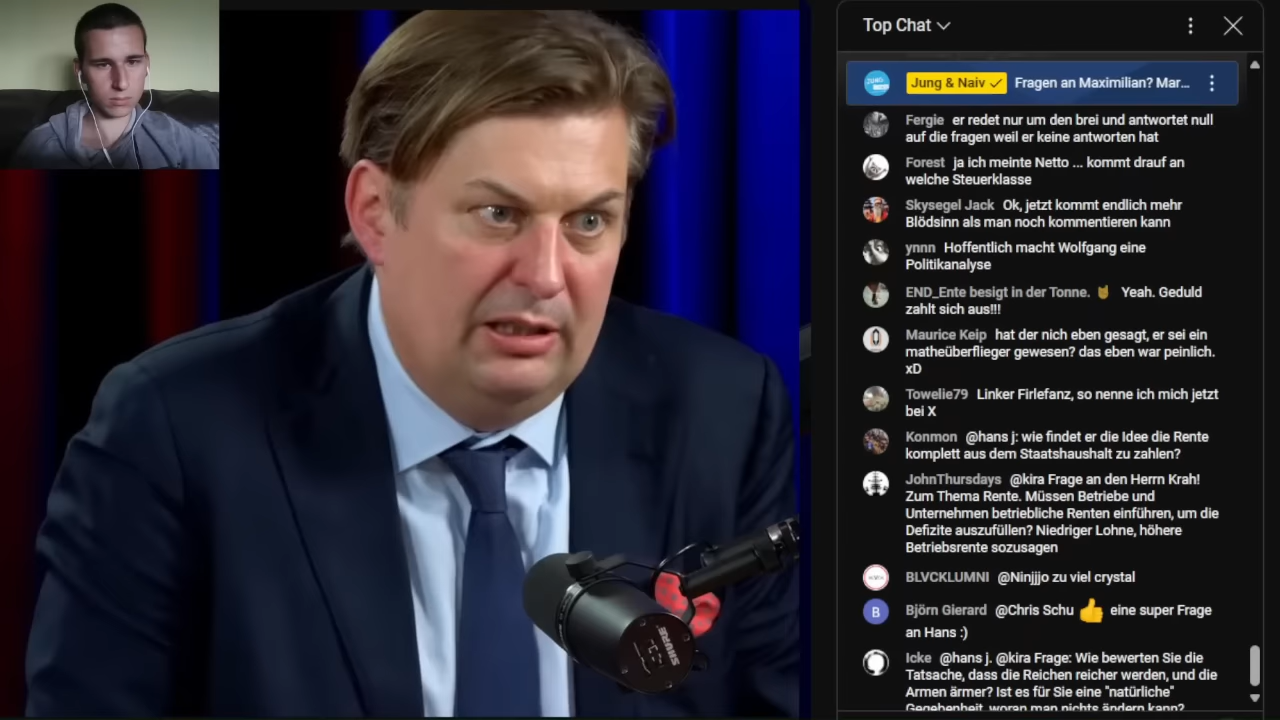 Top Chat
Jung & Naiv Fragen an Maximilian? Mar...
Fergie er redet nur um den brei und antwortet null
auf die fragen weil er keine antworten hat
Forest ja ich meinte Netto ... kommt drauf an
welche Steuerklasse
Skysegel Jack Ok, jetzt kommt endlich mehr
Blödsinn als man noch kommentieren kann
ynnn Hoffentlich macht Wolfgang eine
Politikanalyse
END_Ente besigt in der Tonne. Yeah. Geduld
zahlt sich aus!!!
Maurice Keip hat der nich eben gesagt, er sei ein
matheüberflieger gewesen? das eben war peinlich.
xD
Towelie79 Linker Firlefanz, so nenne ich mich jetzt
bei X
Konmon @hans j: wie findet er die Idee die Rente
komplett aus dem Staatshaushalt zu zahlen?
JohnThursdays @kira Frage an den Herrn Krah!
Zum Thema Rente. Müssen Betriebe und
Unternehmen betriebliche Renten einführen, um die
Defizite auszufüllen? Niedriger Lohne, höhere
Betriebsrente sozusagen
BLVCKLUMNI @Ninjjjo zu viel crystal
B
Björn Gierard @Chris Schu 👍 eine super Frage
an Hans :)
Icke @hans j. @kira Frage: Wie bewerten Sie die
Tatsache, dass die Reichen reicher werden, und die
Armen ärmer? Ist es für Sie eine "natürliche"
Gegebenheit, woran man nichts ändern kann?
SHURE